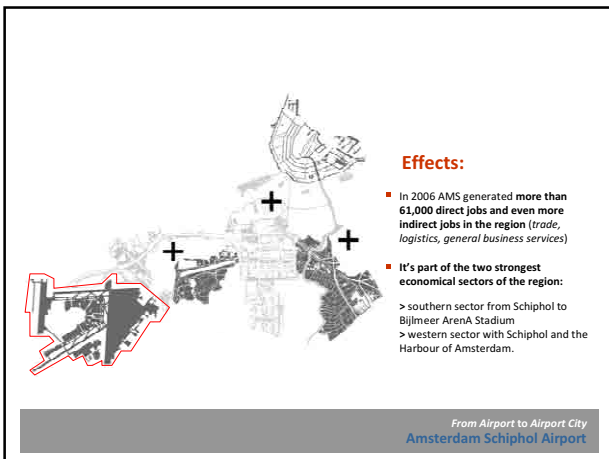 Effects:
In 2006 AMS generated more than
61,000 direct jobs and even more
indirect jobs in the region (trade,
logistics, general business services)
It's part of the two strongest
economical sectors of the region:
> southern sector from Schiphol to
Bijlmeer ArenA Stadium
> western sector with Schiphol and the
Harbour of Amsterdam.
From Airport to Airport City
Amsterdam Schiphol Airport